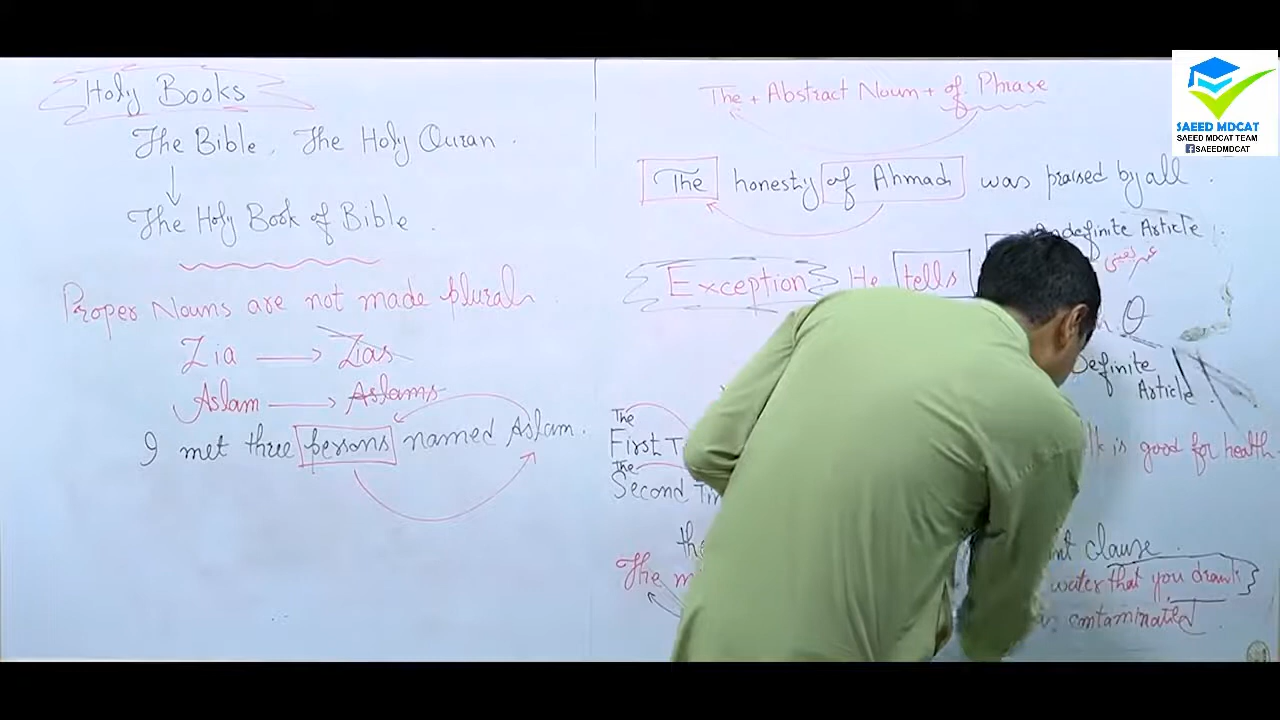 Holy Books
The Bible, The Holy Quran.
The Holy Book of Bible.
Proper Nouns are not made plural.
Zia → Zias
Aslam → Aslams
I met three persons named Aslam.
The + Abstract Noun + of Phrase
The honesty of Ahmad was praised by all.
Indefinite Article
Exception: He tells
Definite
Article
The
First
is good for health.
The
Second
clause.
The
water that you drank
contaminated.
SAEED MDCAT
SAEED MDCAT TEAM
SAEEDMDCAT